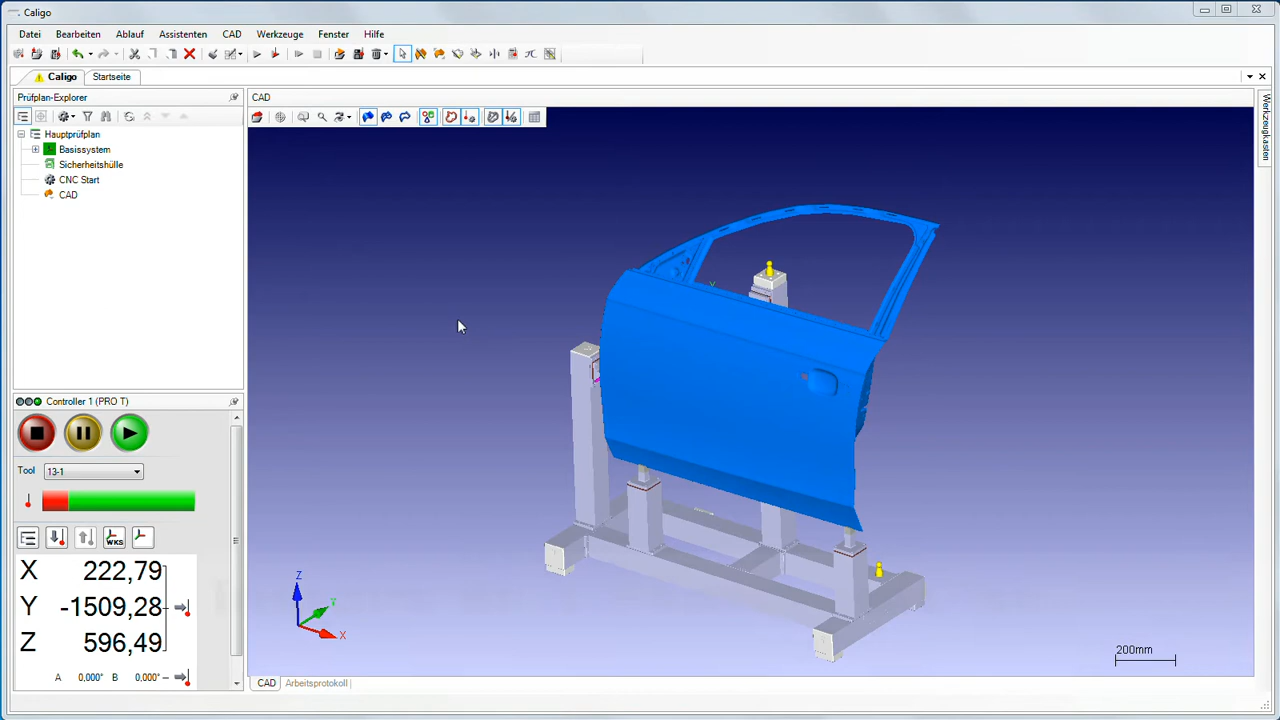 Caligo
Datei Bearbeiten Ablauf Assistenten CAD Werkzeuge Fenster Hilfe
Caligo Startseite
Prüfplan-Explorer
Hauptprüfplan
Basissystem
Sicherheitshülle
CNC Start
CAD
CAD
Werkzeugkasten
Controller 1 (PRO T)
Tool 13-1
WKS
X 222,79
Y -1509,28
Z 596,49
A 0,000° B 0,000°
Y
Z
Y
X
200mm
CAD Arbeitsprotokoll